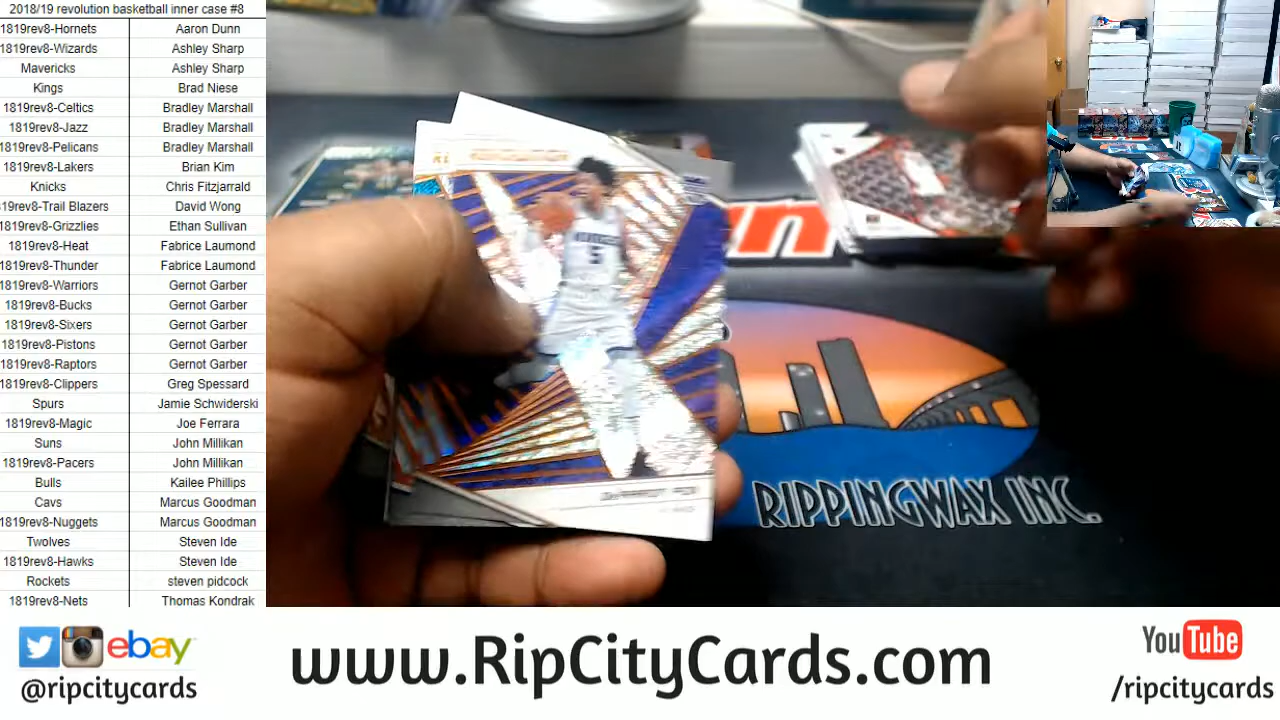 2018/19 revolution basketball inner case #8
1819rev8-Hornets Aaron Dunn
1819rev8-Wizards Ashley Sharp
Mavericks Ashley Sharp
Kings Brad Niese
1819rev8-Celtics Bradley Marshall
1819rev8-Jazz Bradley Marshall
1819rev8-Pelicans Bradley Marshall
1819rev8-Lakers Brian Kim
Knicks Chris Fitzjarrald
819rev8-Trail Blazers David Wong
1819rev8-Grizzlies Ethan Sullivan
1819rev8-Heat Fabrice Laumond
1819rev8-Thunder Fabrice Laumond
1819rev8-Warriors Gernot Garber
1819rev8-Bucks Gernot Garber
1819rev8-Sixers Gernot Garber
1819rev8-Pistons Gernot Garber
1819rev8-Raptors Gernot Garber
1819rev8-Clippers Greg Spessard
Spurs Jamie Schwiderski
1819rev8-Magic Joe Ferrara
Suns John Millikan
1819rev8-Pacers John Millikan
Bulls Kailee Phillips
Cavs Marcus Goodman
1819rev8-Nuggets Marcus Goodman
Twolves Steven Ide
1819rev8-Hawks Steven Ide
Rockets steven pidcock
1819rev8-Nets Thomas Kondrak
5
RIPPINGWAX INC.
ebay
@ripcitycards
www.RipCityCards.com
YouTube
/ripcitycards